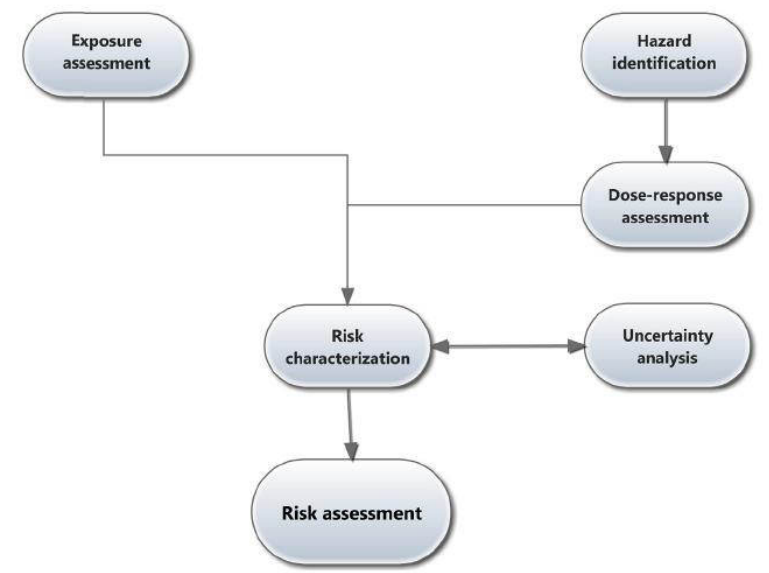 Exposure
assessment
Hazard
identification
Dose-response
assessment
Risk
characterization
Uncertainty
analysis
Risk assessment